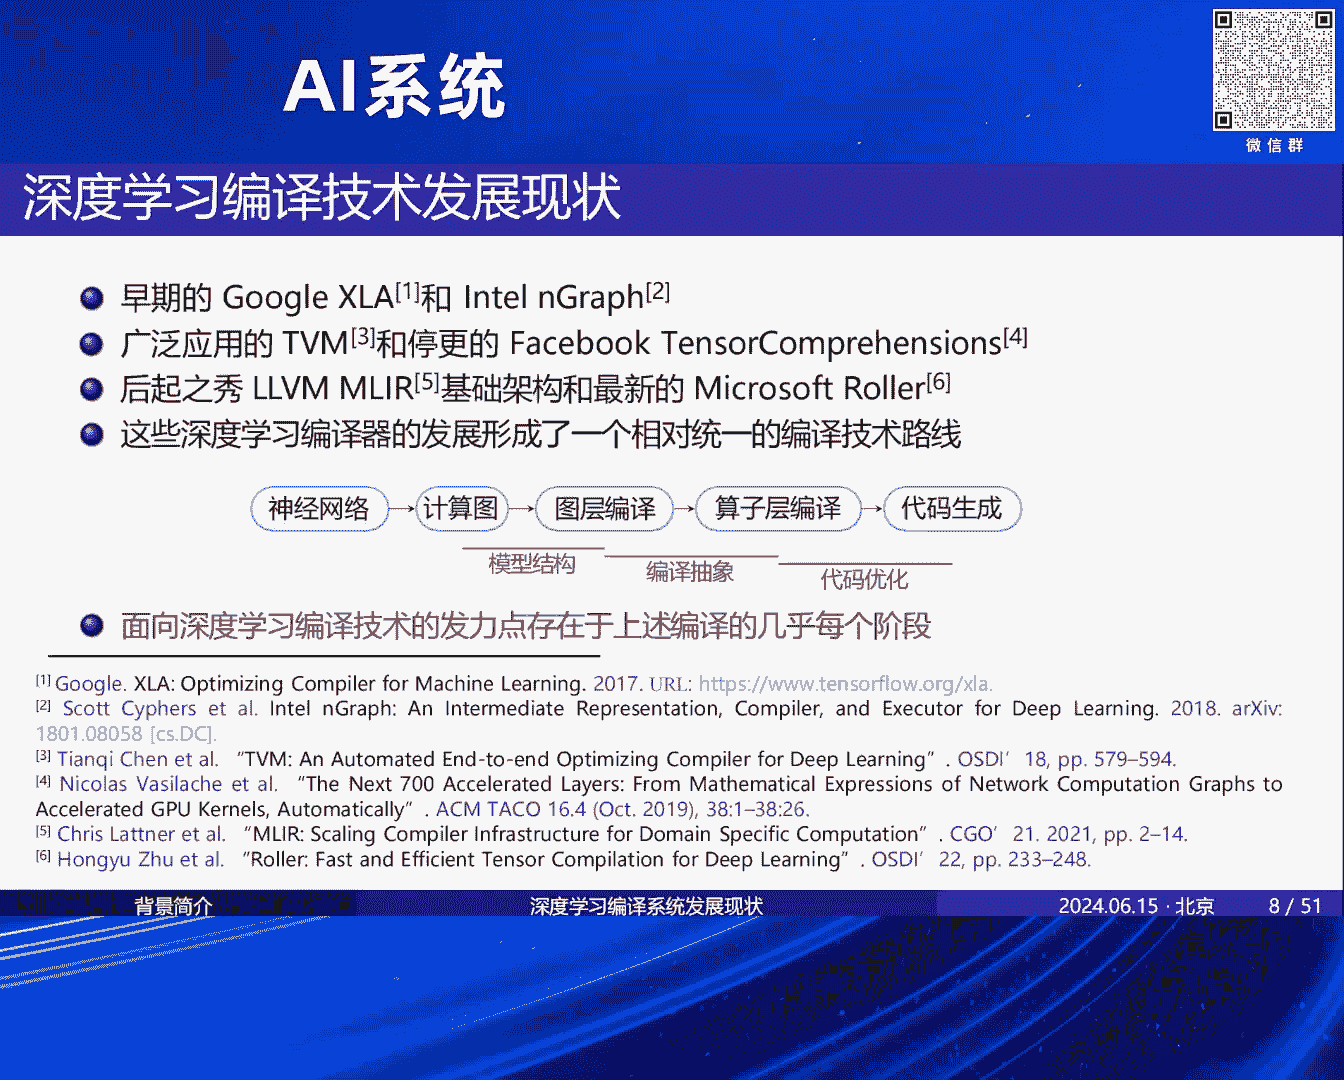 AI系统
微信群
深度学习编译技术发展现状
早期的 Google XLA[1]和 Intel nGraph[2]
广泛应用的 TVM[3]和停更的 Facebook TensorComprehensions[4]
后起之秀 LLVM MLIR[5]基础架构和最新的 Microsoft Roller[6]
这些深度学习编译器的发展形成了一个相对统一的编译技术路线
神经网络 计算图 图层编译 算子层编译 代码生成
模型结构 编译抽象 代码优化
面向深度学习编译技术的发力点存在于上述编译的几乎每个阶段
[1] Google. XLA: Optimizing Compiler for Machine Learning. 2017. URL: https://www.tensorflow.org/xla.
[2] Scott Cyphers et al. Intel nGraph: An Intermediate Representation, Compiler, and Executor for Deep Learning. 2018. arXiv:
1801.08058 [cs.DC].
[3] Tianqi Chen et al. “TVM: An Automated End-to-end Optimizing Compiler for Deep Learning”. OSDI’18, pp. 579–594.
[4] Nicolas Vasilache et al. “The Next 700 Accelerated Layers: From Mathematical Expressions of Network Computation Graphs to
Accelerated GPU Kernels, Automatically”. ACM TACO 16.4 (Oct. 2019), 38:1–38:26.
[5] Chris Lattner et al. “MLIR: Scaling Compiler Infrastructure for Domain Specific Computation”. CGO’21. 2021, pp. 2–14.
[6] Hongyu Zhu et al. “Roller: Fast and Efficient Tensor Compilation for Deep Learning”. OSDI’22, pp. 233–248.
背景简介 深度学习编译系统发展现状 2024.06.15 · 北京 8 / 51